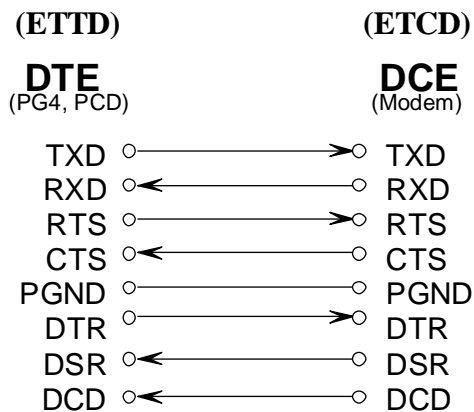 (ETTD) (ETCD)
DTE DCE
(PG4, PCD) (Modem)
TXD TXD
RXD RXD
RTS RTS
CTS CTS
PGND PGND
DTR DTR
DSR DSR
DCD DCD